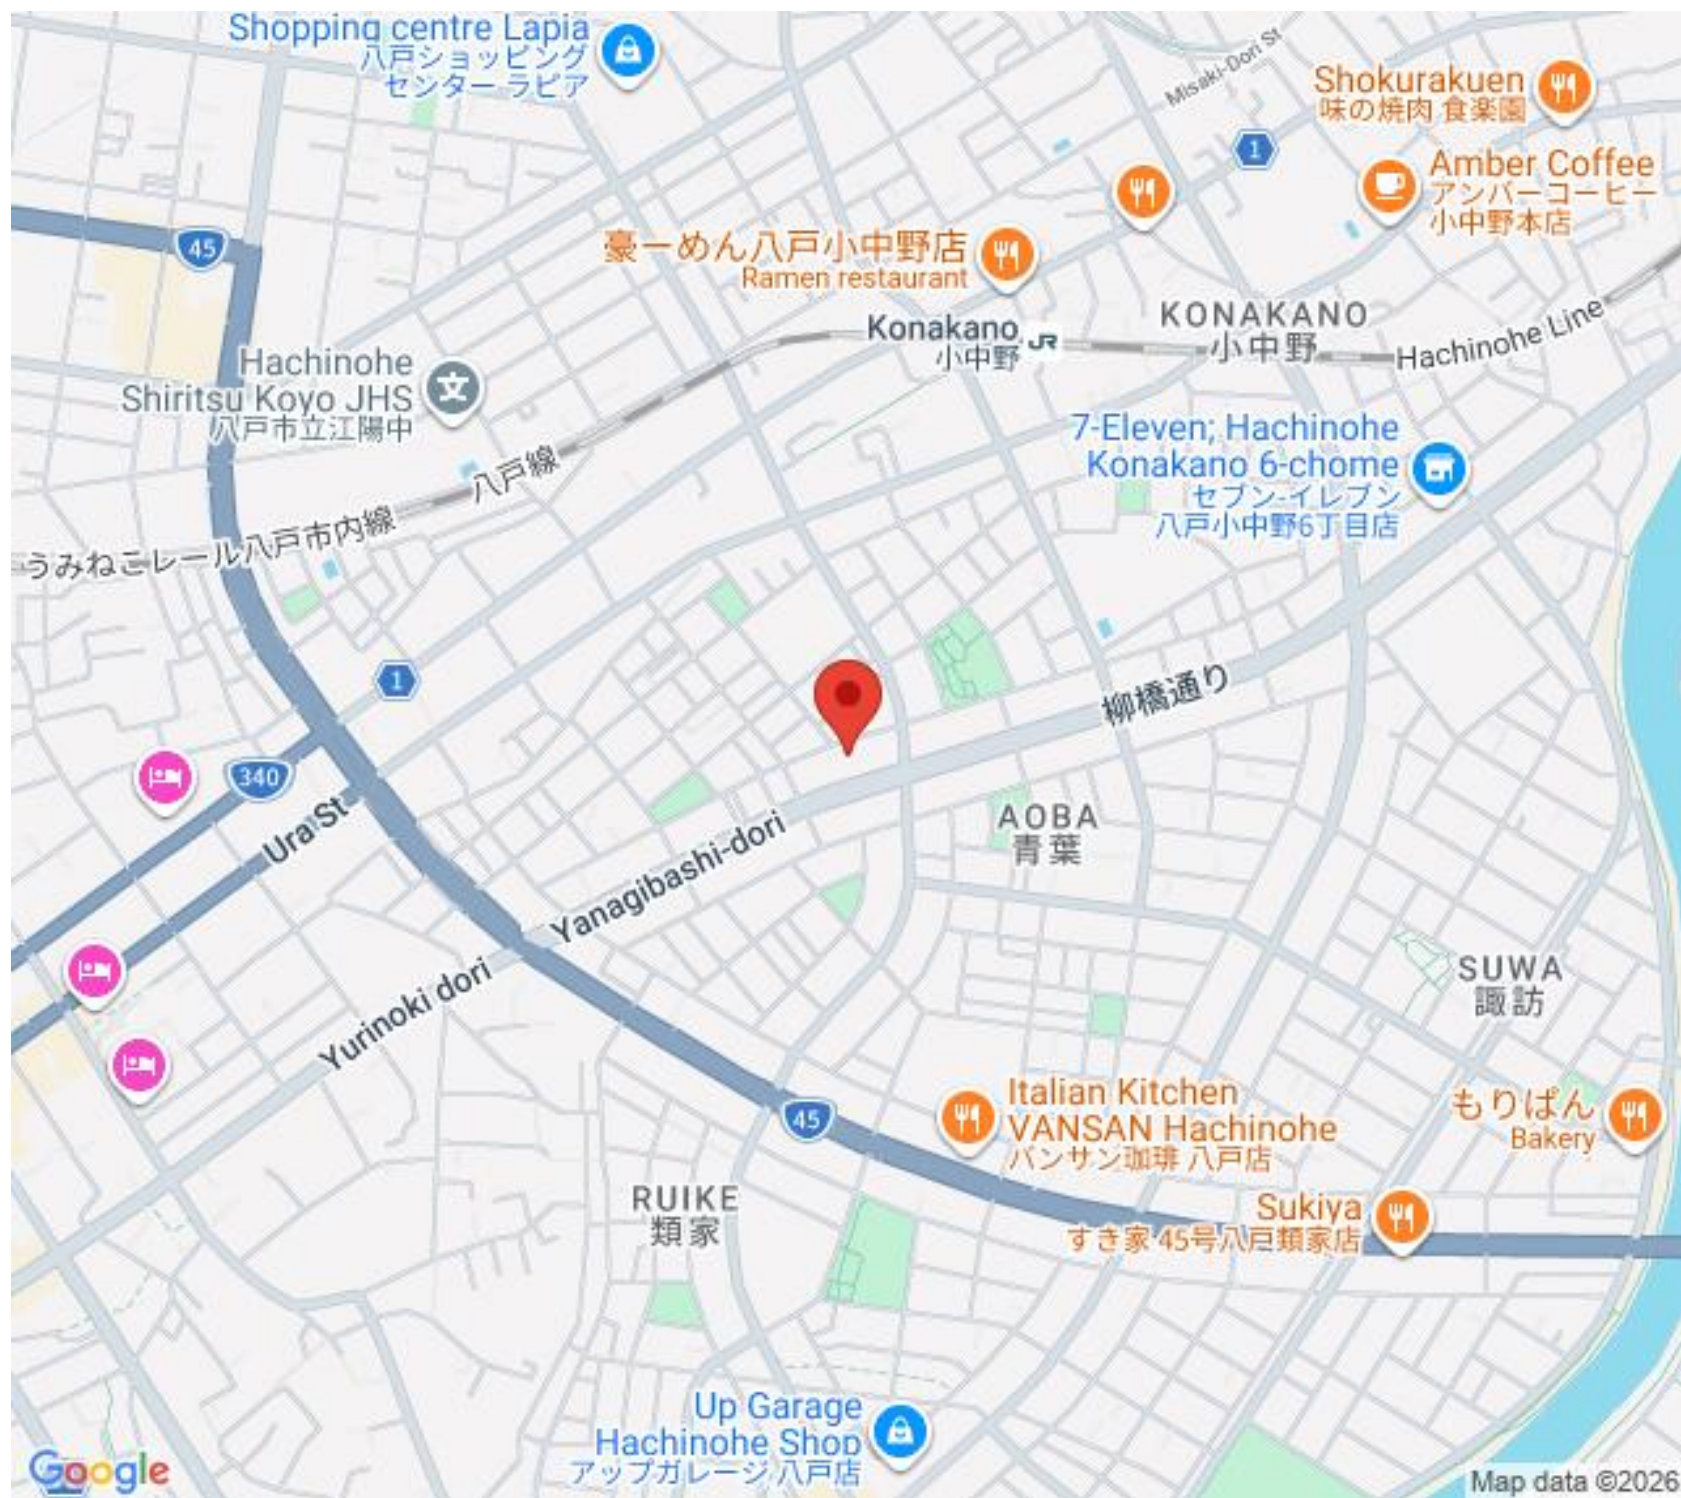 Shopping centre Lapia
八戸ショッピング
センター ラピア
Misaki-Dori St
Shokurakuen
味の焼肉 食楽園
1
Amber Coffee
アンバーコーヒー
小中野本店
45
豪一めん八戸小中野店
Ramen restaurant
Konakano
小中野
JR
KONAKANO
小中野
Hachinohe Line
Hachinohe
Shiritsu Koyo JHS
八戸市立江陽中
7-Eleven; Hachinohe
Konakano 6-chome
セブン-イレブン
八戸小中野6丁目店
八戸線
うみねこレール八戸市内線
1
柳橋通り
340
Ura St
Yanagibashi-dori
AOBA
青葉
Yurinoki dori
SUWA
諏訪
45
Italian Kitchen
VANSAN Hachinohe
バンサン珈琲 八戸店
もりぱん
Bakery
RUIKE
類家
Sukiya
すき家 45号八戸類家店
Up Garage
Hachinohe Shop
アップガレージ 八戸店
Google
Map data ©2026